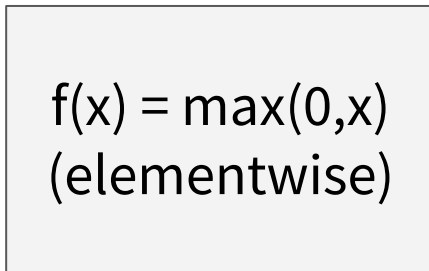 f(x) = max(0,x)
(elementwise)